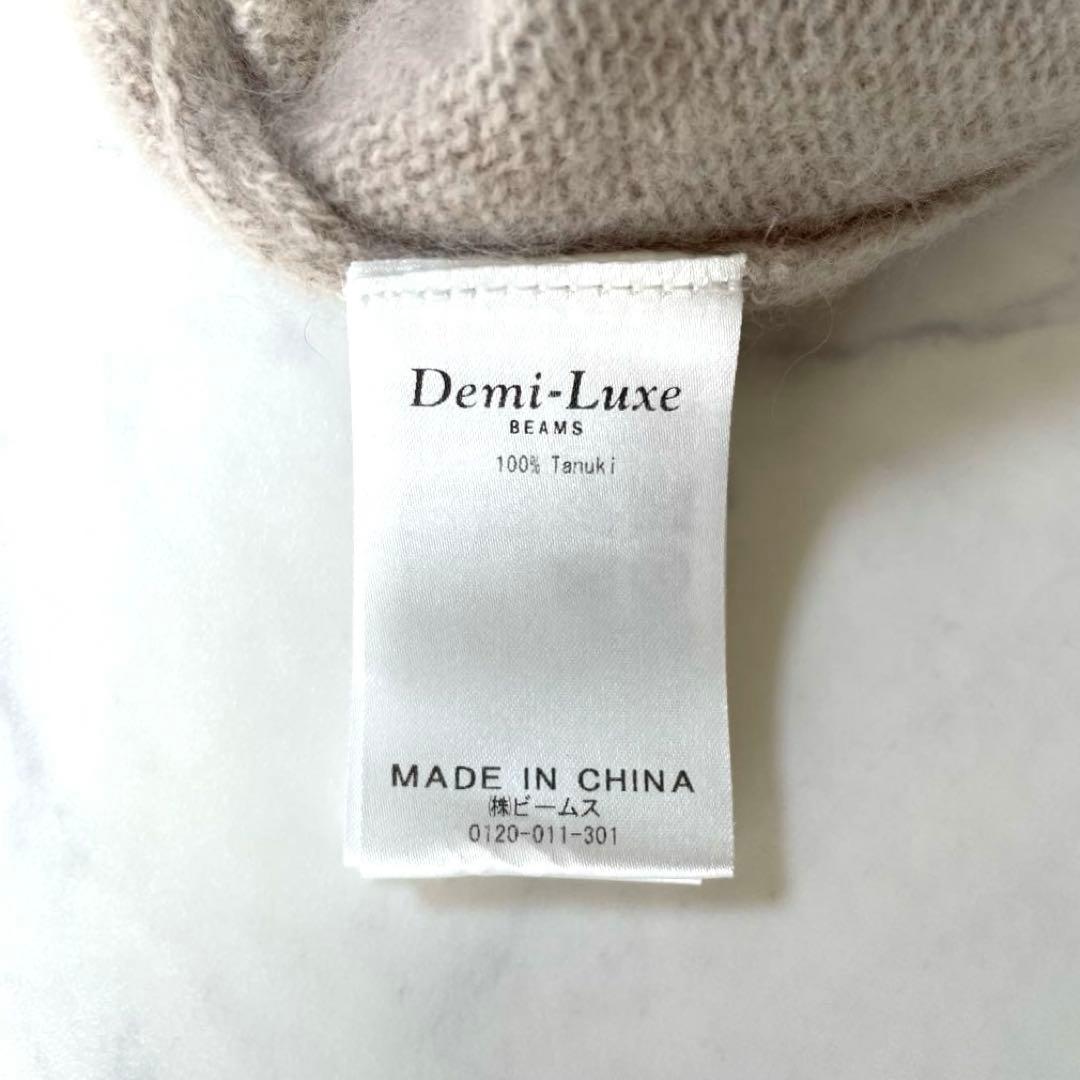 Demi-Luxe
BEAMS
100% Tanuki
MADE IN CHINA
㈱ビームス
0120-011-301